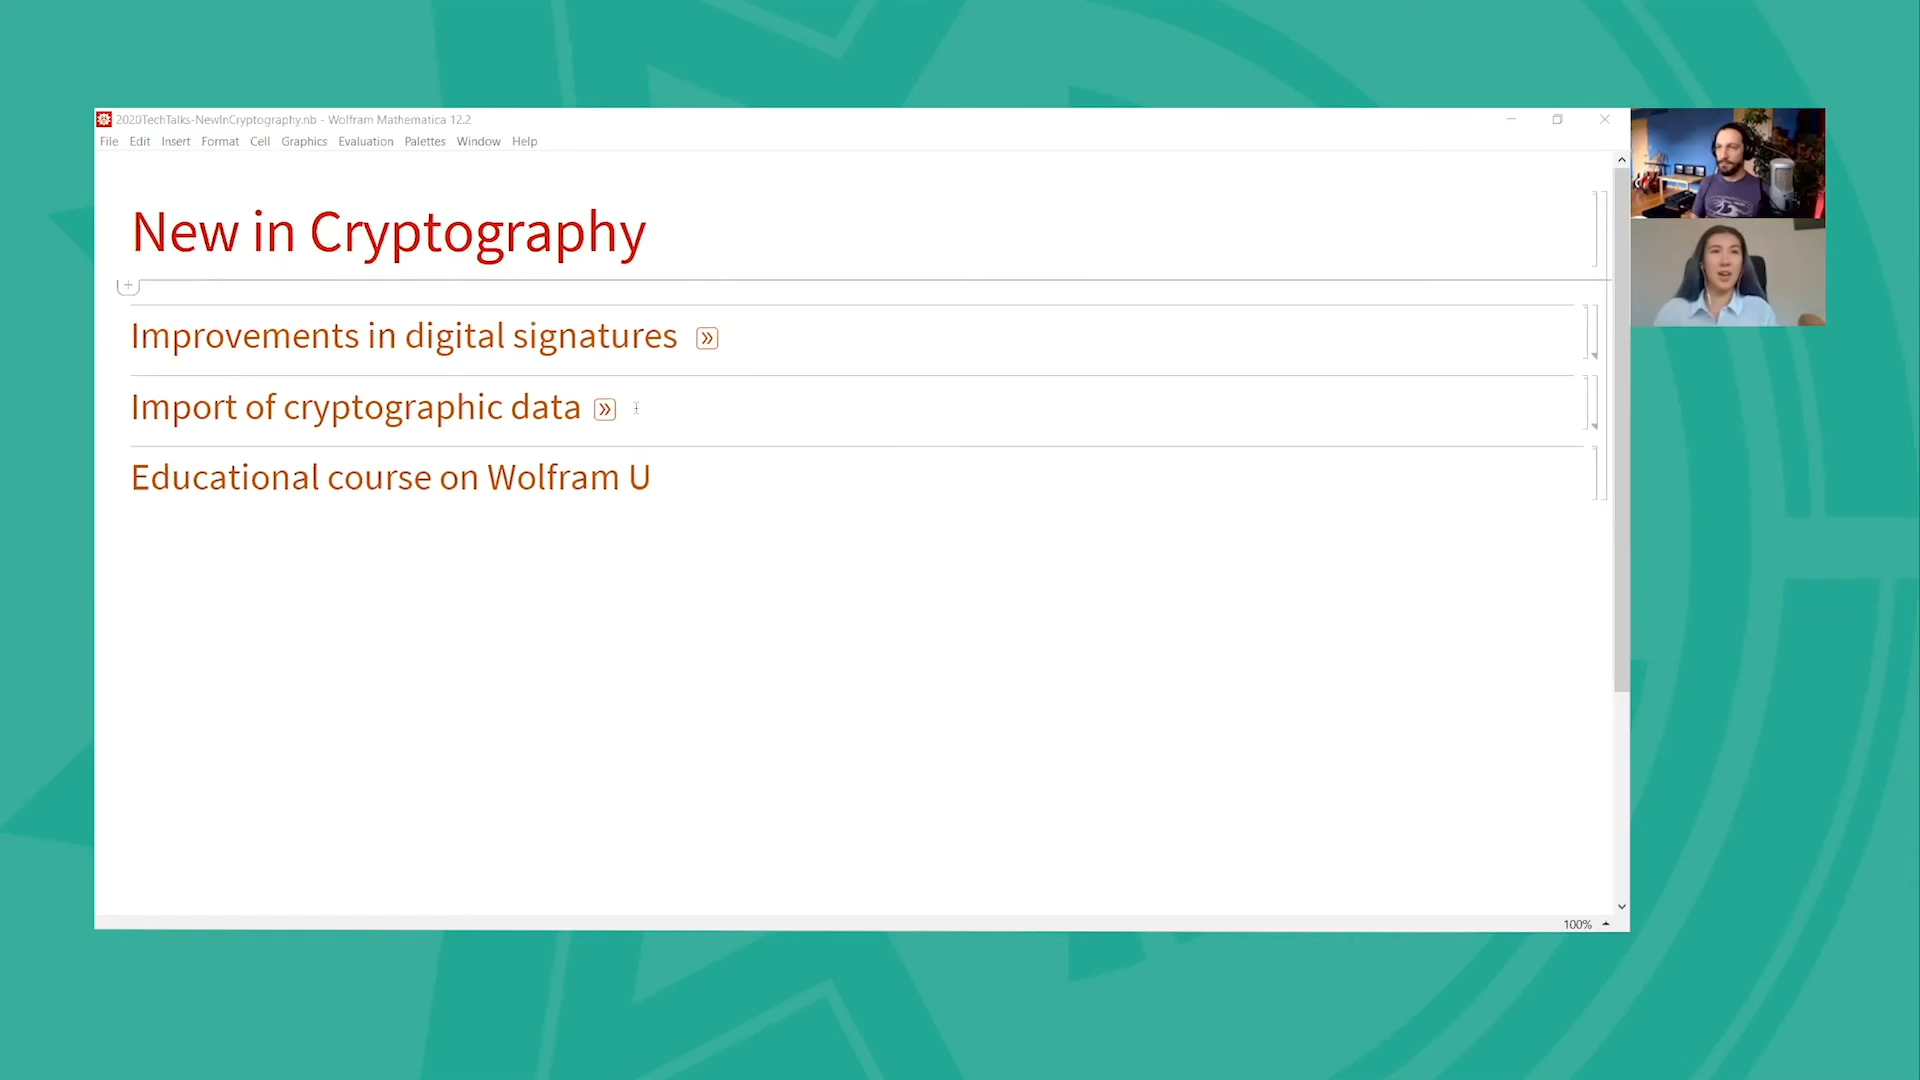 2020TechTalks-NewInCryptography.nb - Wolfram Mathematica 12.2
File Edit Insert Format Cell Graphics Evaluation Palettes Window Help
New in Cryptography
Improvements in digital signatures
Import of cryptographic data
Educational course on Wolfram U
100%